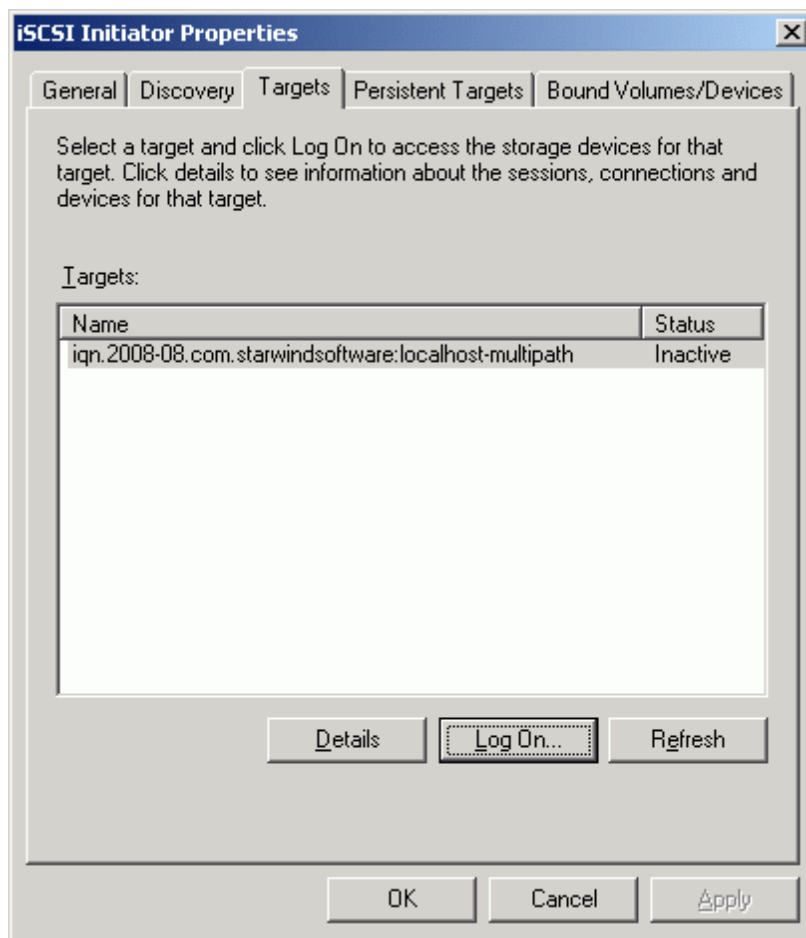 iSCSI Initiator Properties
General Discovery Targets Persistent Targets Bound Volumes/Devices
Select a target and click Log On to access the storage devices for that
target. Click details to see information about the sessions, connections and
devices for that target.
Targets:
Name Status
iqn.2008-08.com.starwindsoftware:localhost-multipath Inactive
Details Log On... Refresh
OK Cancel Apply